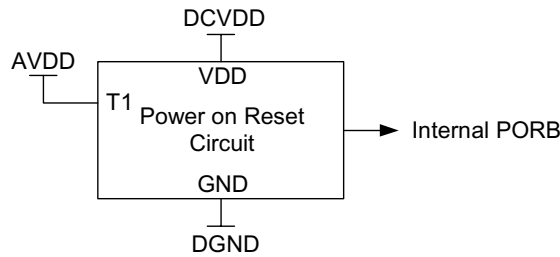 DCVDD
AVDD
VDD
T1
Power on Reset
Circuit
Internal PORB
GND
DGND